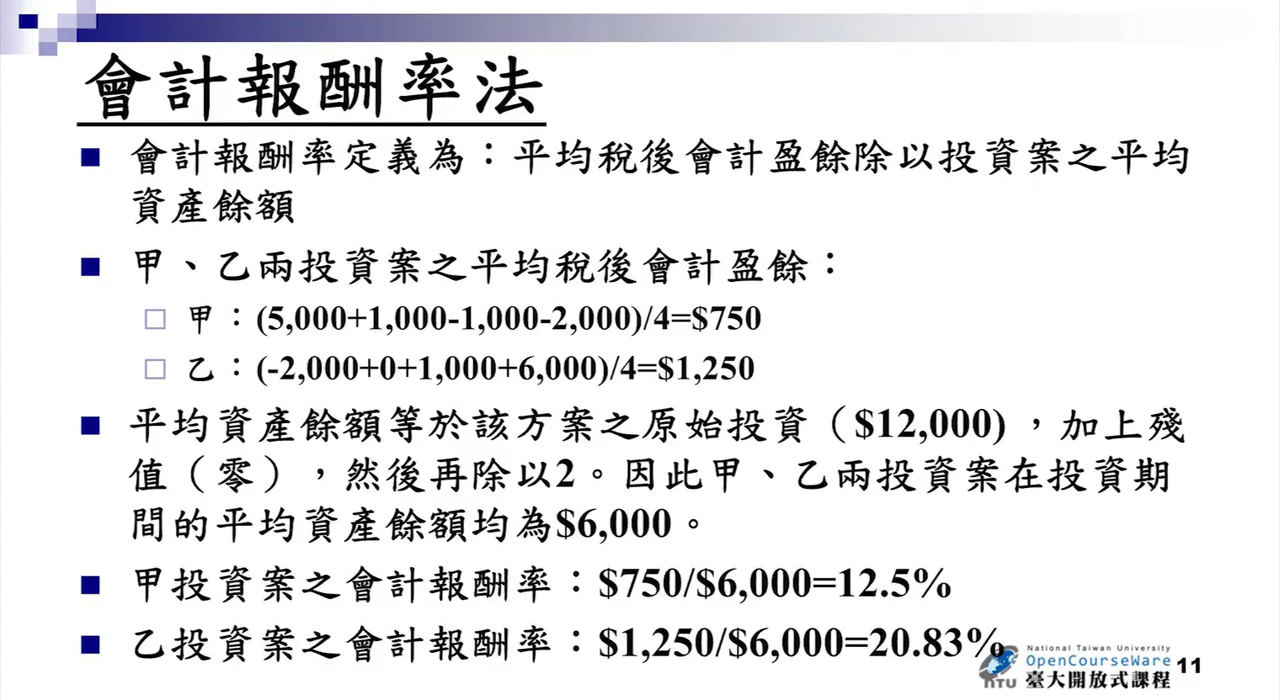 會計報酬率法
會計報酬率定義為：平均稅後會計盈餘除以投資案之平均
資產餘額
甲、乙兩投資案之平均稅後會計盈餘：
甲：(5,000+1,000-1,000-2,000)/4=$750
乙：(-2,000+0+1,000+6,000)/4=$1,250
平均資產餘額等於該方案之原始投資（$12,000），加上殘
值（零），然後再除以2。因此甲、乙兩投資案在投資期
間的平均資產餘額均為$6,000。
甲投資案之會計報酬率：$750/$6,000=12.5%
乙投資案之會計報酬率：$1,250/$6,000=20.83%
National Taiwan University
OpenCourseWare
NTU 臺大開放式課程
11